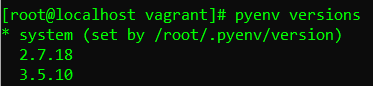 [root@localhost vagrant]# pyenv versions
* system (set by /root/.pyenv/version)
  2.7.18
  3.5.10